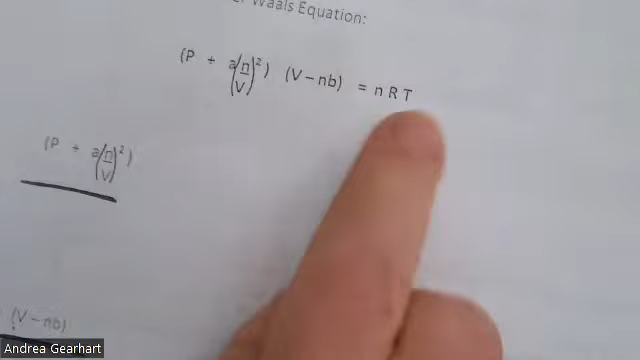 Waals Equation:
(P + a(n/V)²) (V – nb) = n R T
(P + a(n/V)²)
(V – nb)
Andrea Gearhart